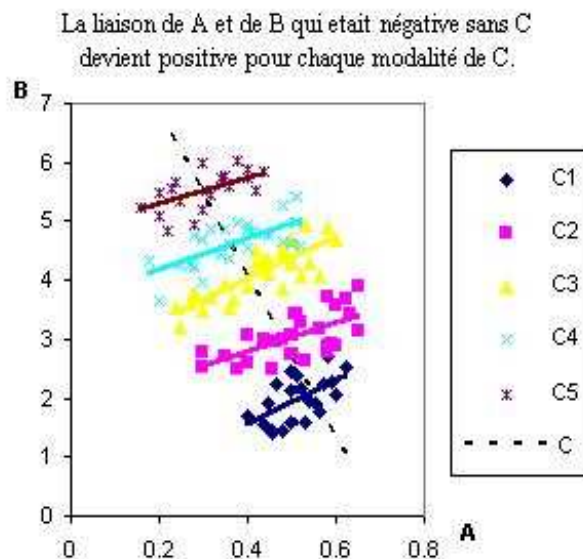 La liaison de A et de B qui etait négative sans C
devient positive pour chaque modalité de C.
B
7
6
5
4
3
2
1
0
0
0.2
0.4
0.6
0.8
A
C1
C2
C3
C4
C5
C